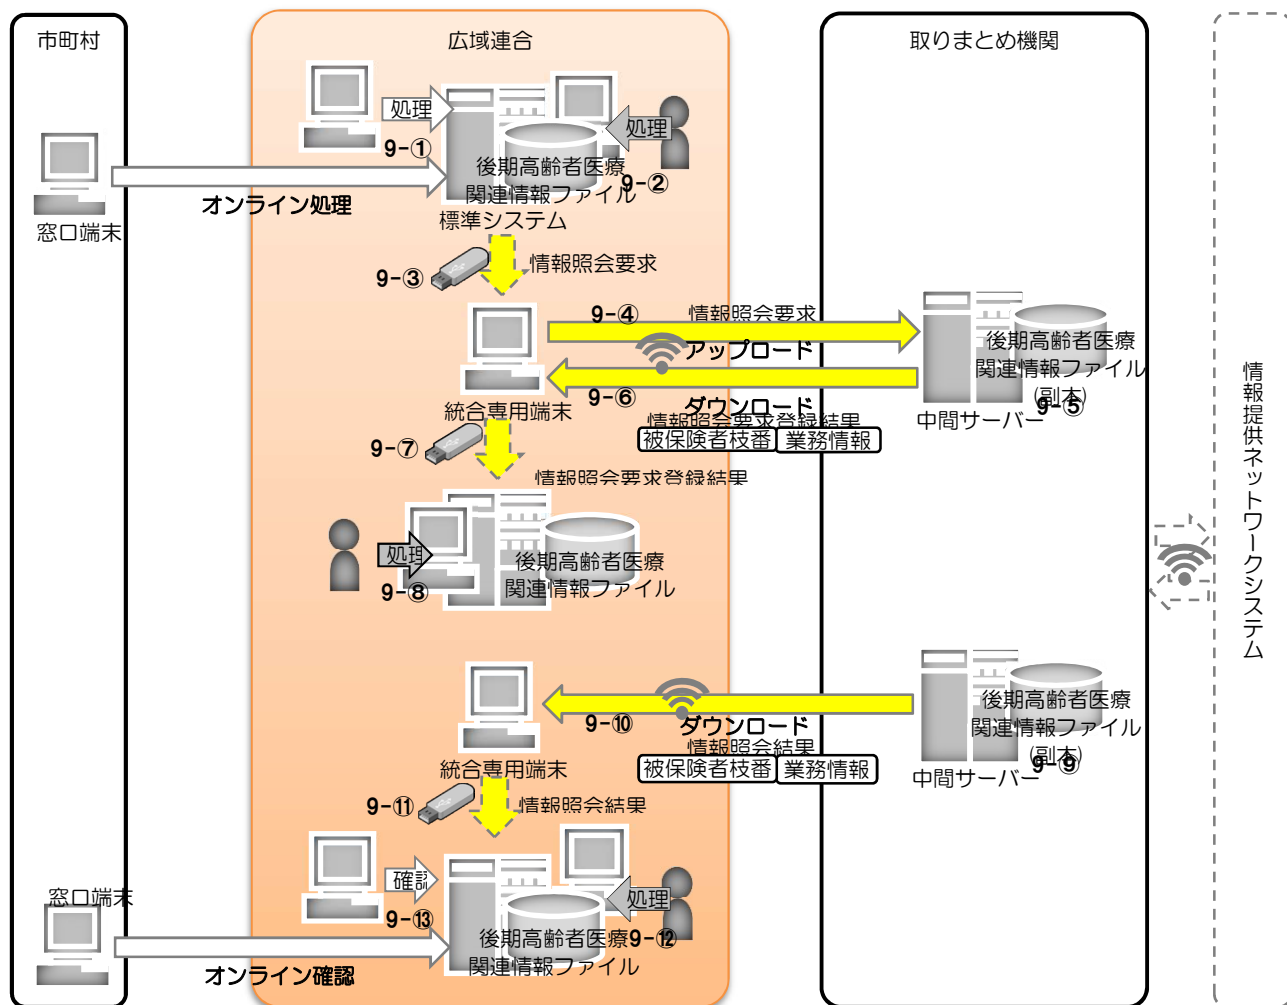 市町村
広域連合
取りまとめ機関
処理
9-①
処理
9-②
後期高齢者医療
関連情報ファイル
標準システム
オンライン処理
窓口端末
9-③
情報照会要求
9-④
情報照会要求
アップロード
後期高齢者医療
関連情報ファイル
(副本)
9-⑤
中間サーバー
9-⑥
ダウンロード
情報照会要求登録結果
被保険者枝番
業務情報
統合専用端末
9-⑦
情報照会要求登録結果
処理
9-⑧
後期高齢者医療
関連情報ファイル
情報提供ネットワークシステム
9-⑩
ダウンロード
情報照会結果
被保険者枝番
業務情報
後期高齢者医療
関連情報ファイル
(副本)
9-⑨
中間サーバー
統合専用端末
9-⑪
情報照会結果
確認
9-⑬
処理
9-⑫
後期高齢者医療
関連情報ファイル
窓口端末
オンライン確認